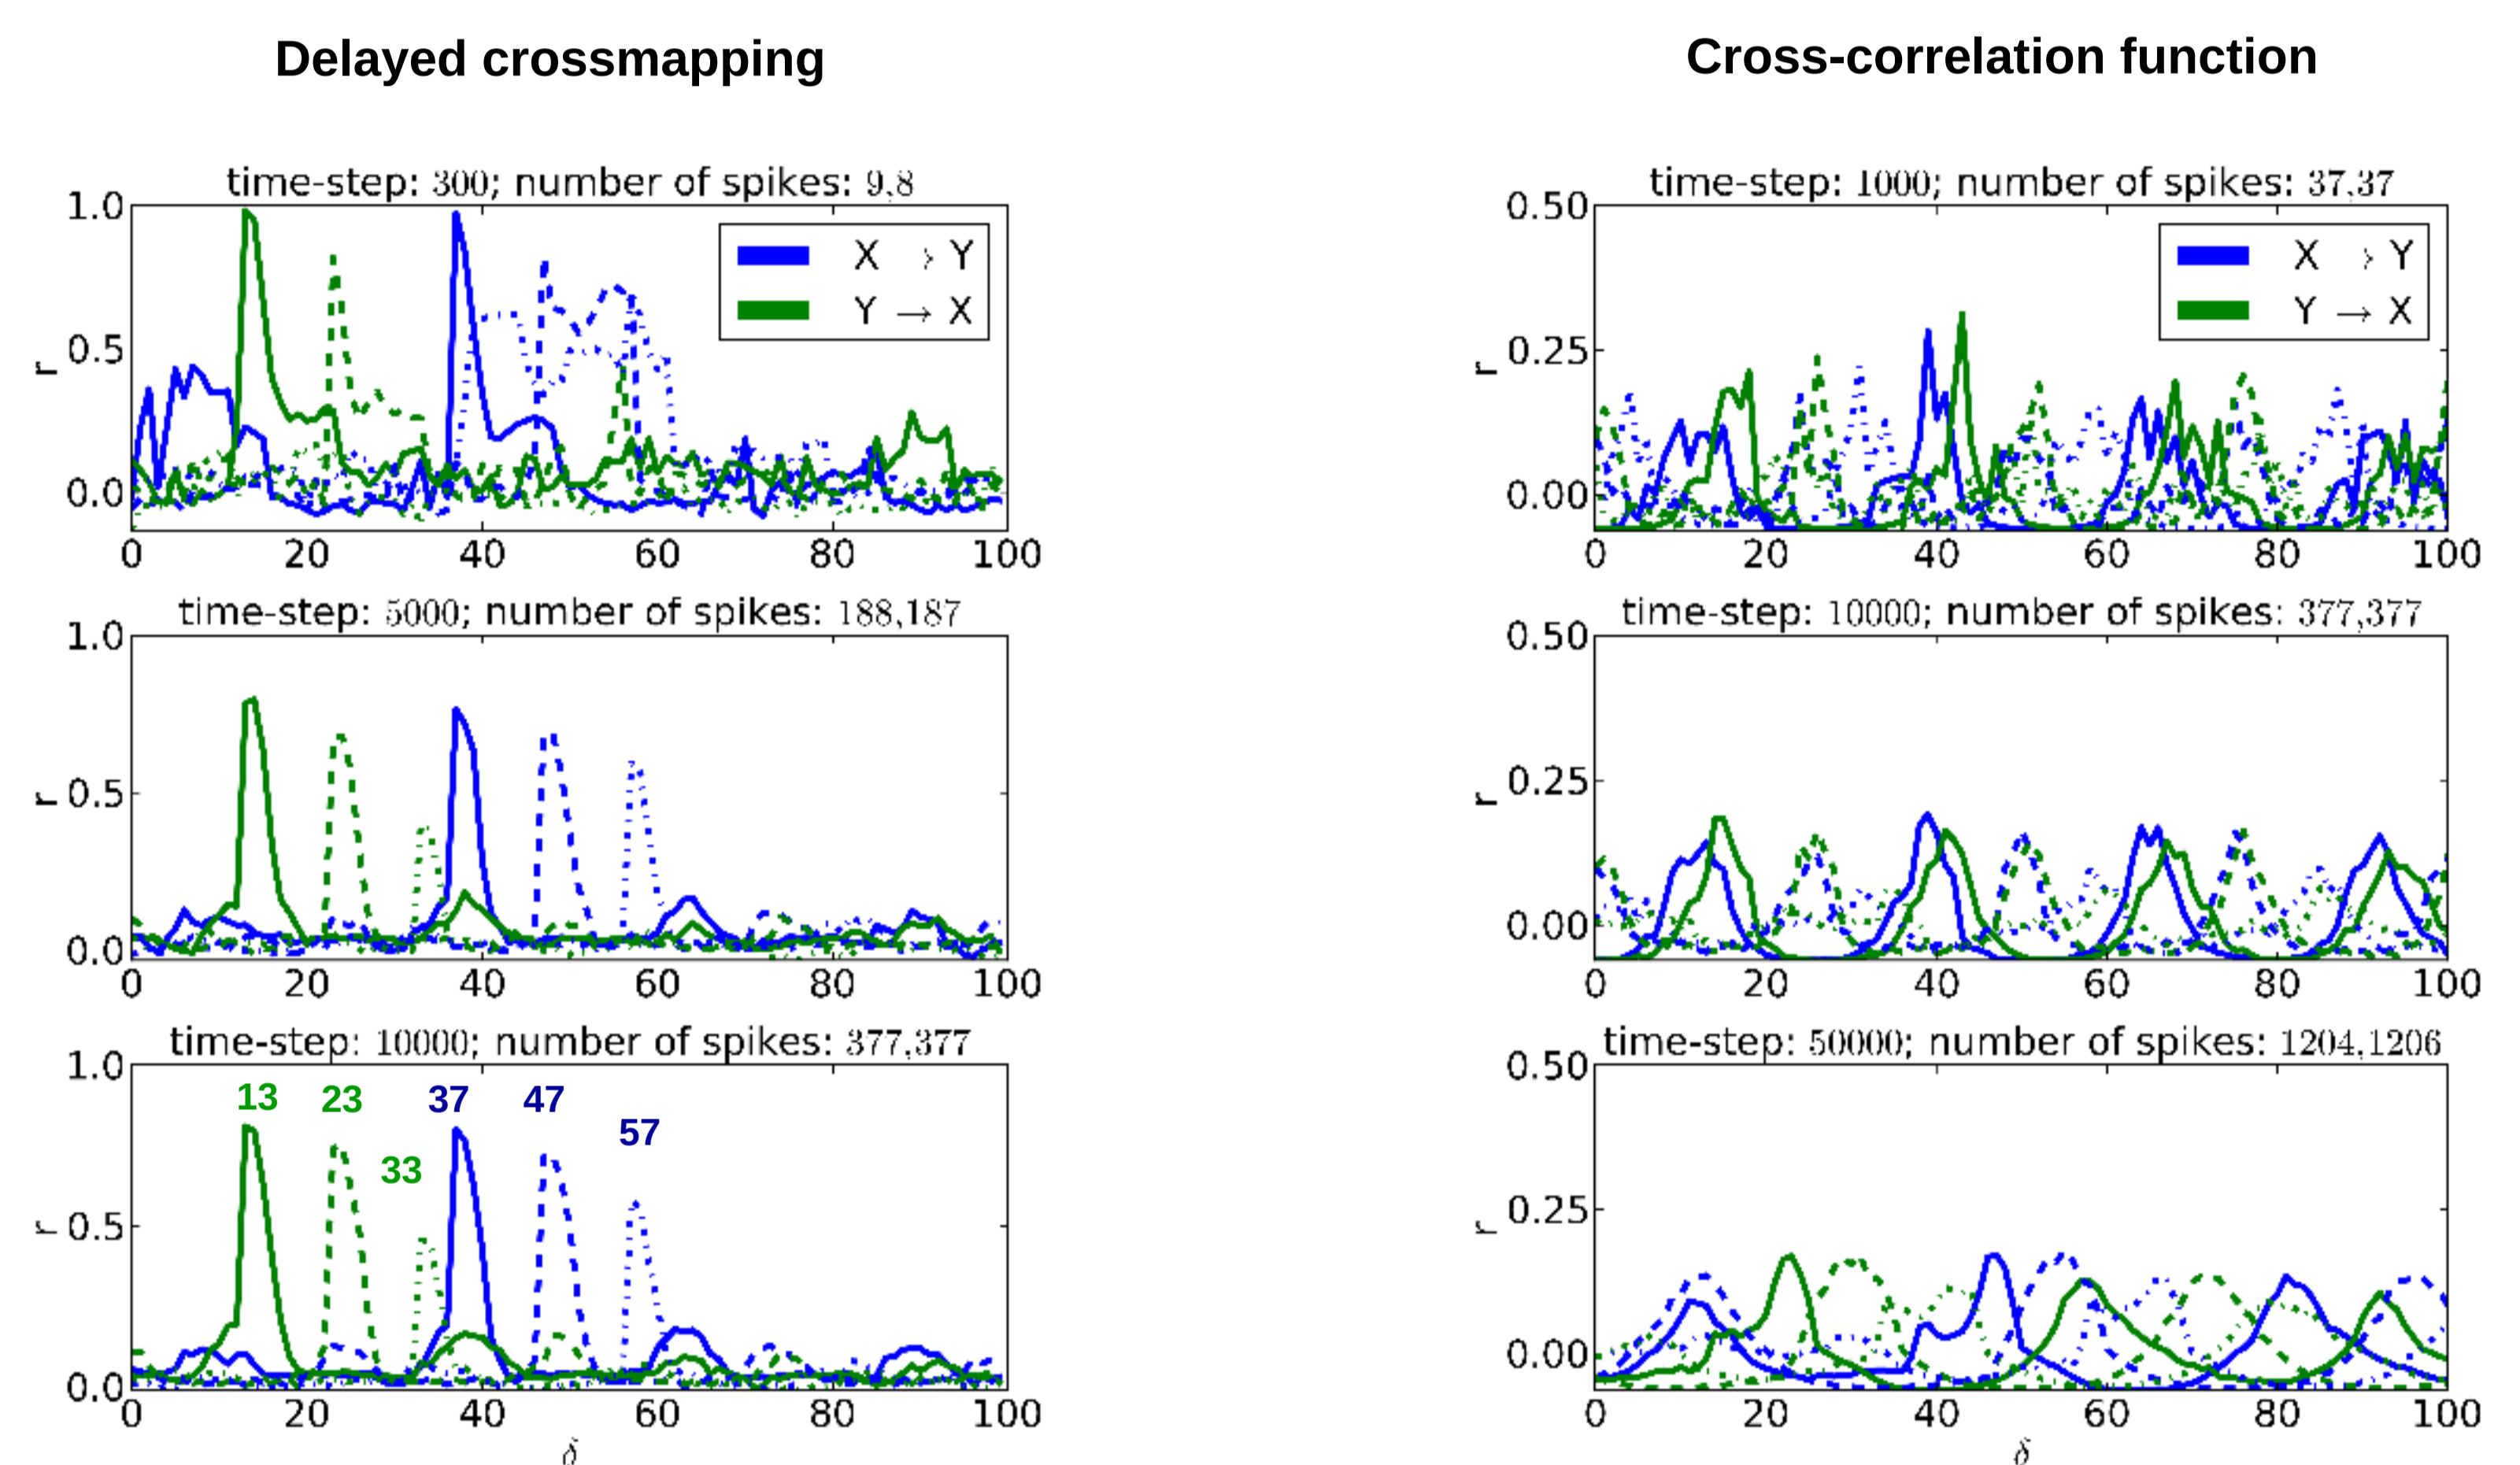 Delayed crossmapping
Cross-correlation function
time-step: 300; number of spikes: 9,8
1.0
0.5
0.0
r
X → Y
Y → X
0 20 40 60 80 100
time-step: 5000; number of spikes: 188,187
1.0
0.5
0.0
r
0 20 40 60 80 100
time-step: 10000; number of spikes: 377,377
1.0
0.5
0.0
r
13 23 37 47
57
33
0 20 40 60 80 100
δ
time-step: 1000; number of spikes: 37,37
0.50
0.25
0.00
r
X → Y
Y → X
0 20 40 60 80 100
time-step: 10000; number of spikes: 377,377
0.50
0.25
0.00
r
0 20 40 60 80 100
time-step: 50000; number of spikes: 1204,1206
0.50
0.25
0.00
r
0 20 40 60 80 100
δ